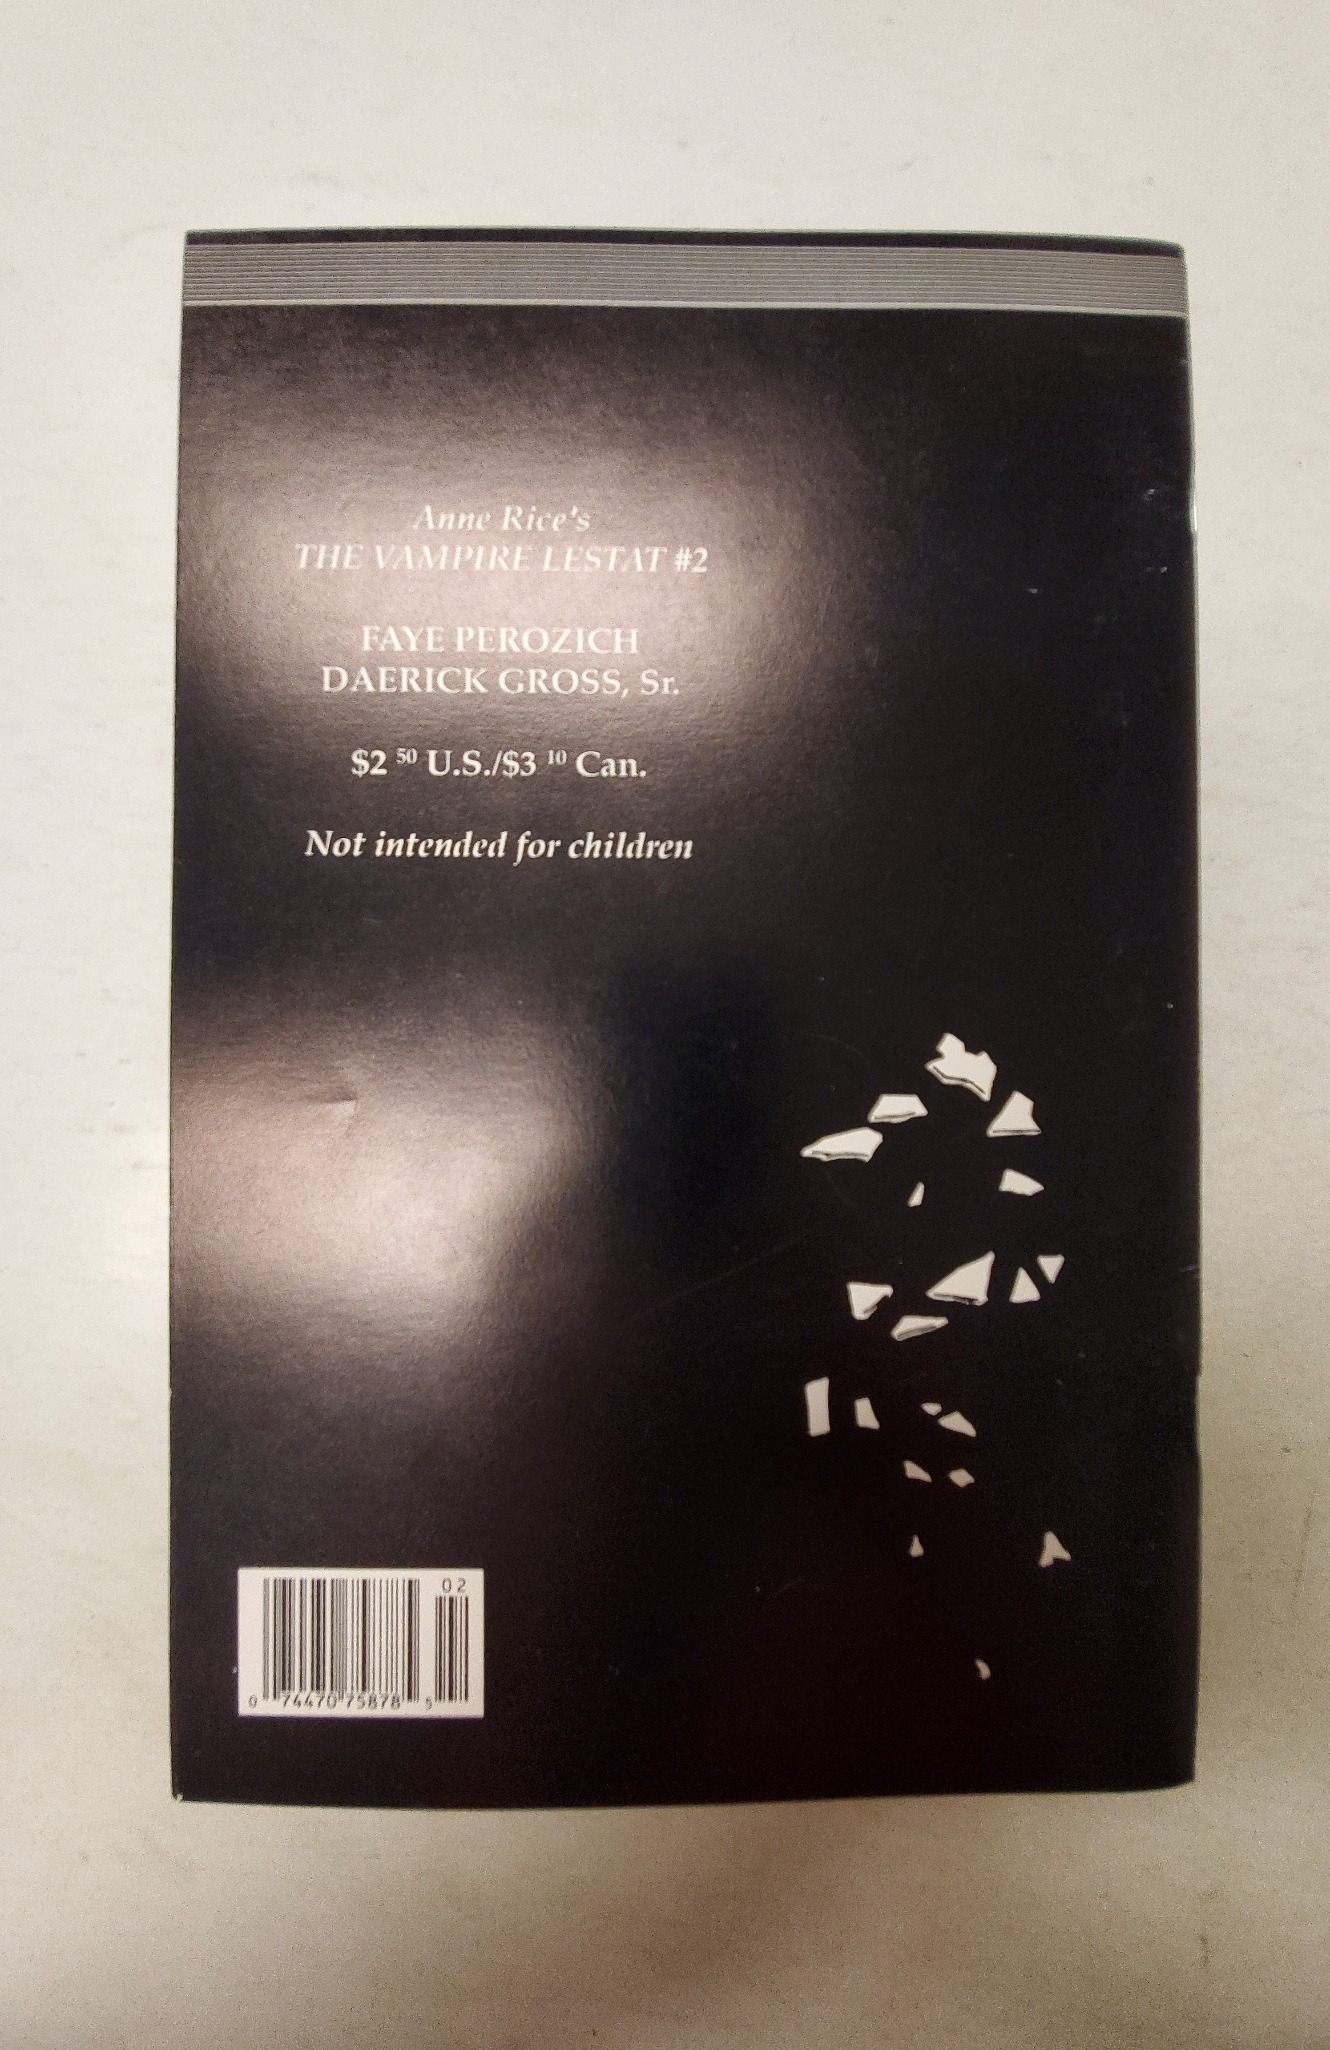 Anne Rice's
THE VAMPIRE LESTAT #2
FAYE PEROZICH
DAERICK GROSS, Sr.
$2 50 U.S./$3 10 Can.
Not intended for children
02
0 74470 75878 5